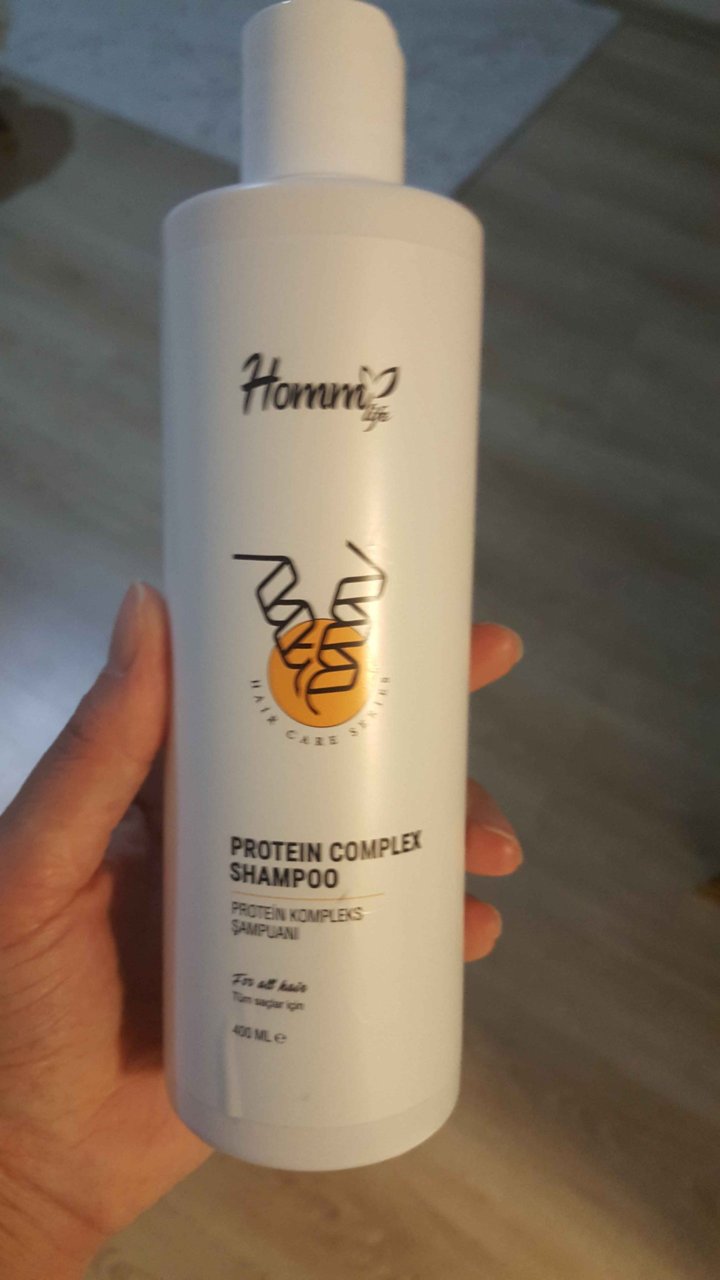 Homm
life
HAIR CARE SERIES
PROTEIN COMPLEX
SHAMPOO
PROTEİN KOMPLEKS
ŞAMPUANI
For all hair
Tüm saçlar için
400 ML ℮